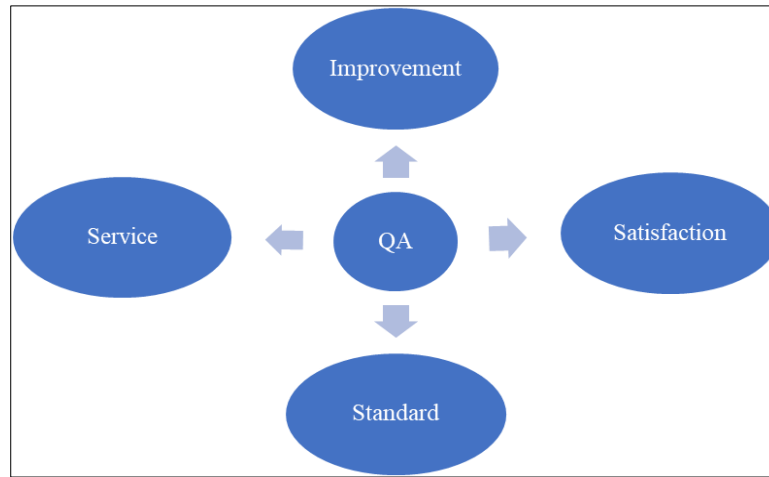 Improvement
Service
QA
Satisfaction
Standard